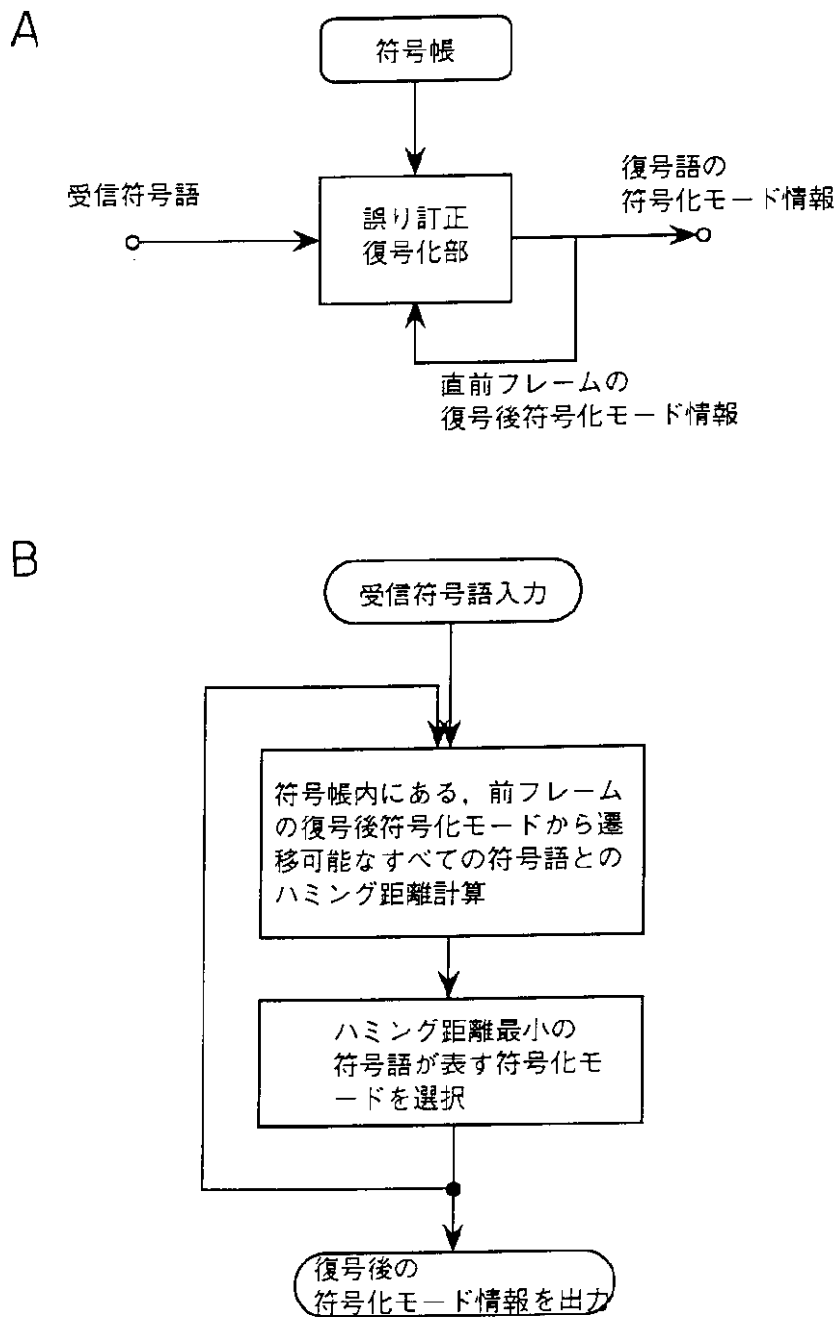 A
符号帳
受信符号語
誤り訂正
復号化部
復号語の
符号化モード情報
直前フレームの
復号後符号化モード情報
B
受信符号語入力
符号帳内にある，前フレーム
の復号後符号化モードから遷
移可能なすべての符号語との
ハミング距離計算
ハミング距離最小の
符号語が表す符号化モ
ードを選択
復号後の
符号化モード情報を出力